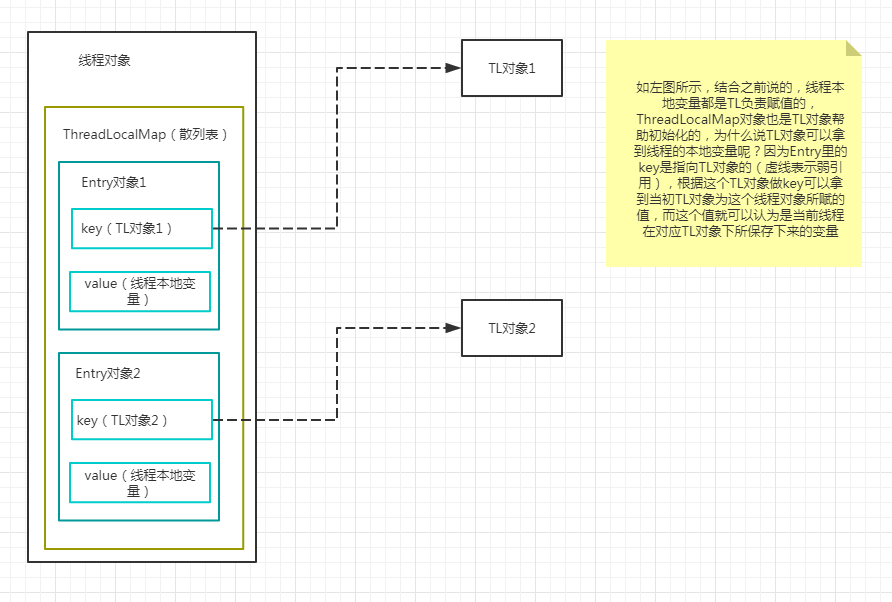 线程对象
ThreadLocalMap（散列表）
Entry对象1
key（TL对象1）
value（线程本地变
量）
Entry对象2
key（TL对象2）
value（线程本地变
量）
TL对象1
TL对象2
如左图所示，结合之前说的，线程本
地变量都是TL负责赋值的，
ThreadLocalMap对象也是TL对象帮
助初始化的，为什么说TL对象可以拿
到线程的本地变量呢？因为Entry里的
key是指向TL对象的（虚线表示弱引
用），根据这个TL对象做key可以拿
到当初TL对象为这个线程对象所赋的
值，而这个值就可以认为是当前线程
在对应TL对象下所保存下来的变量